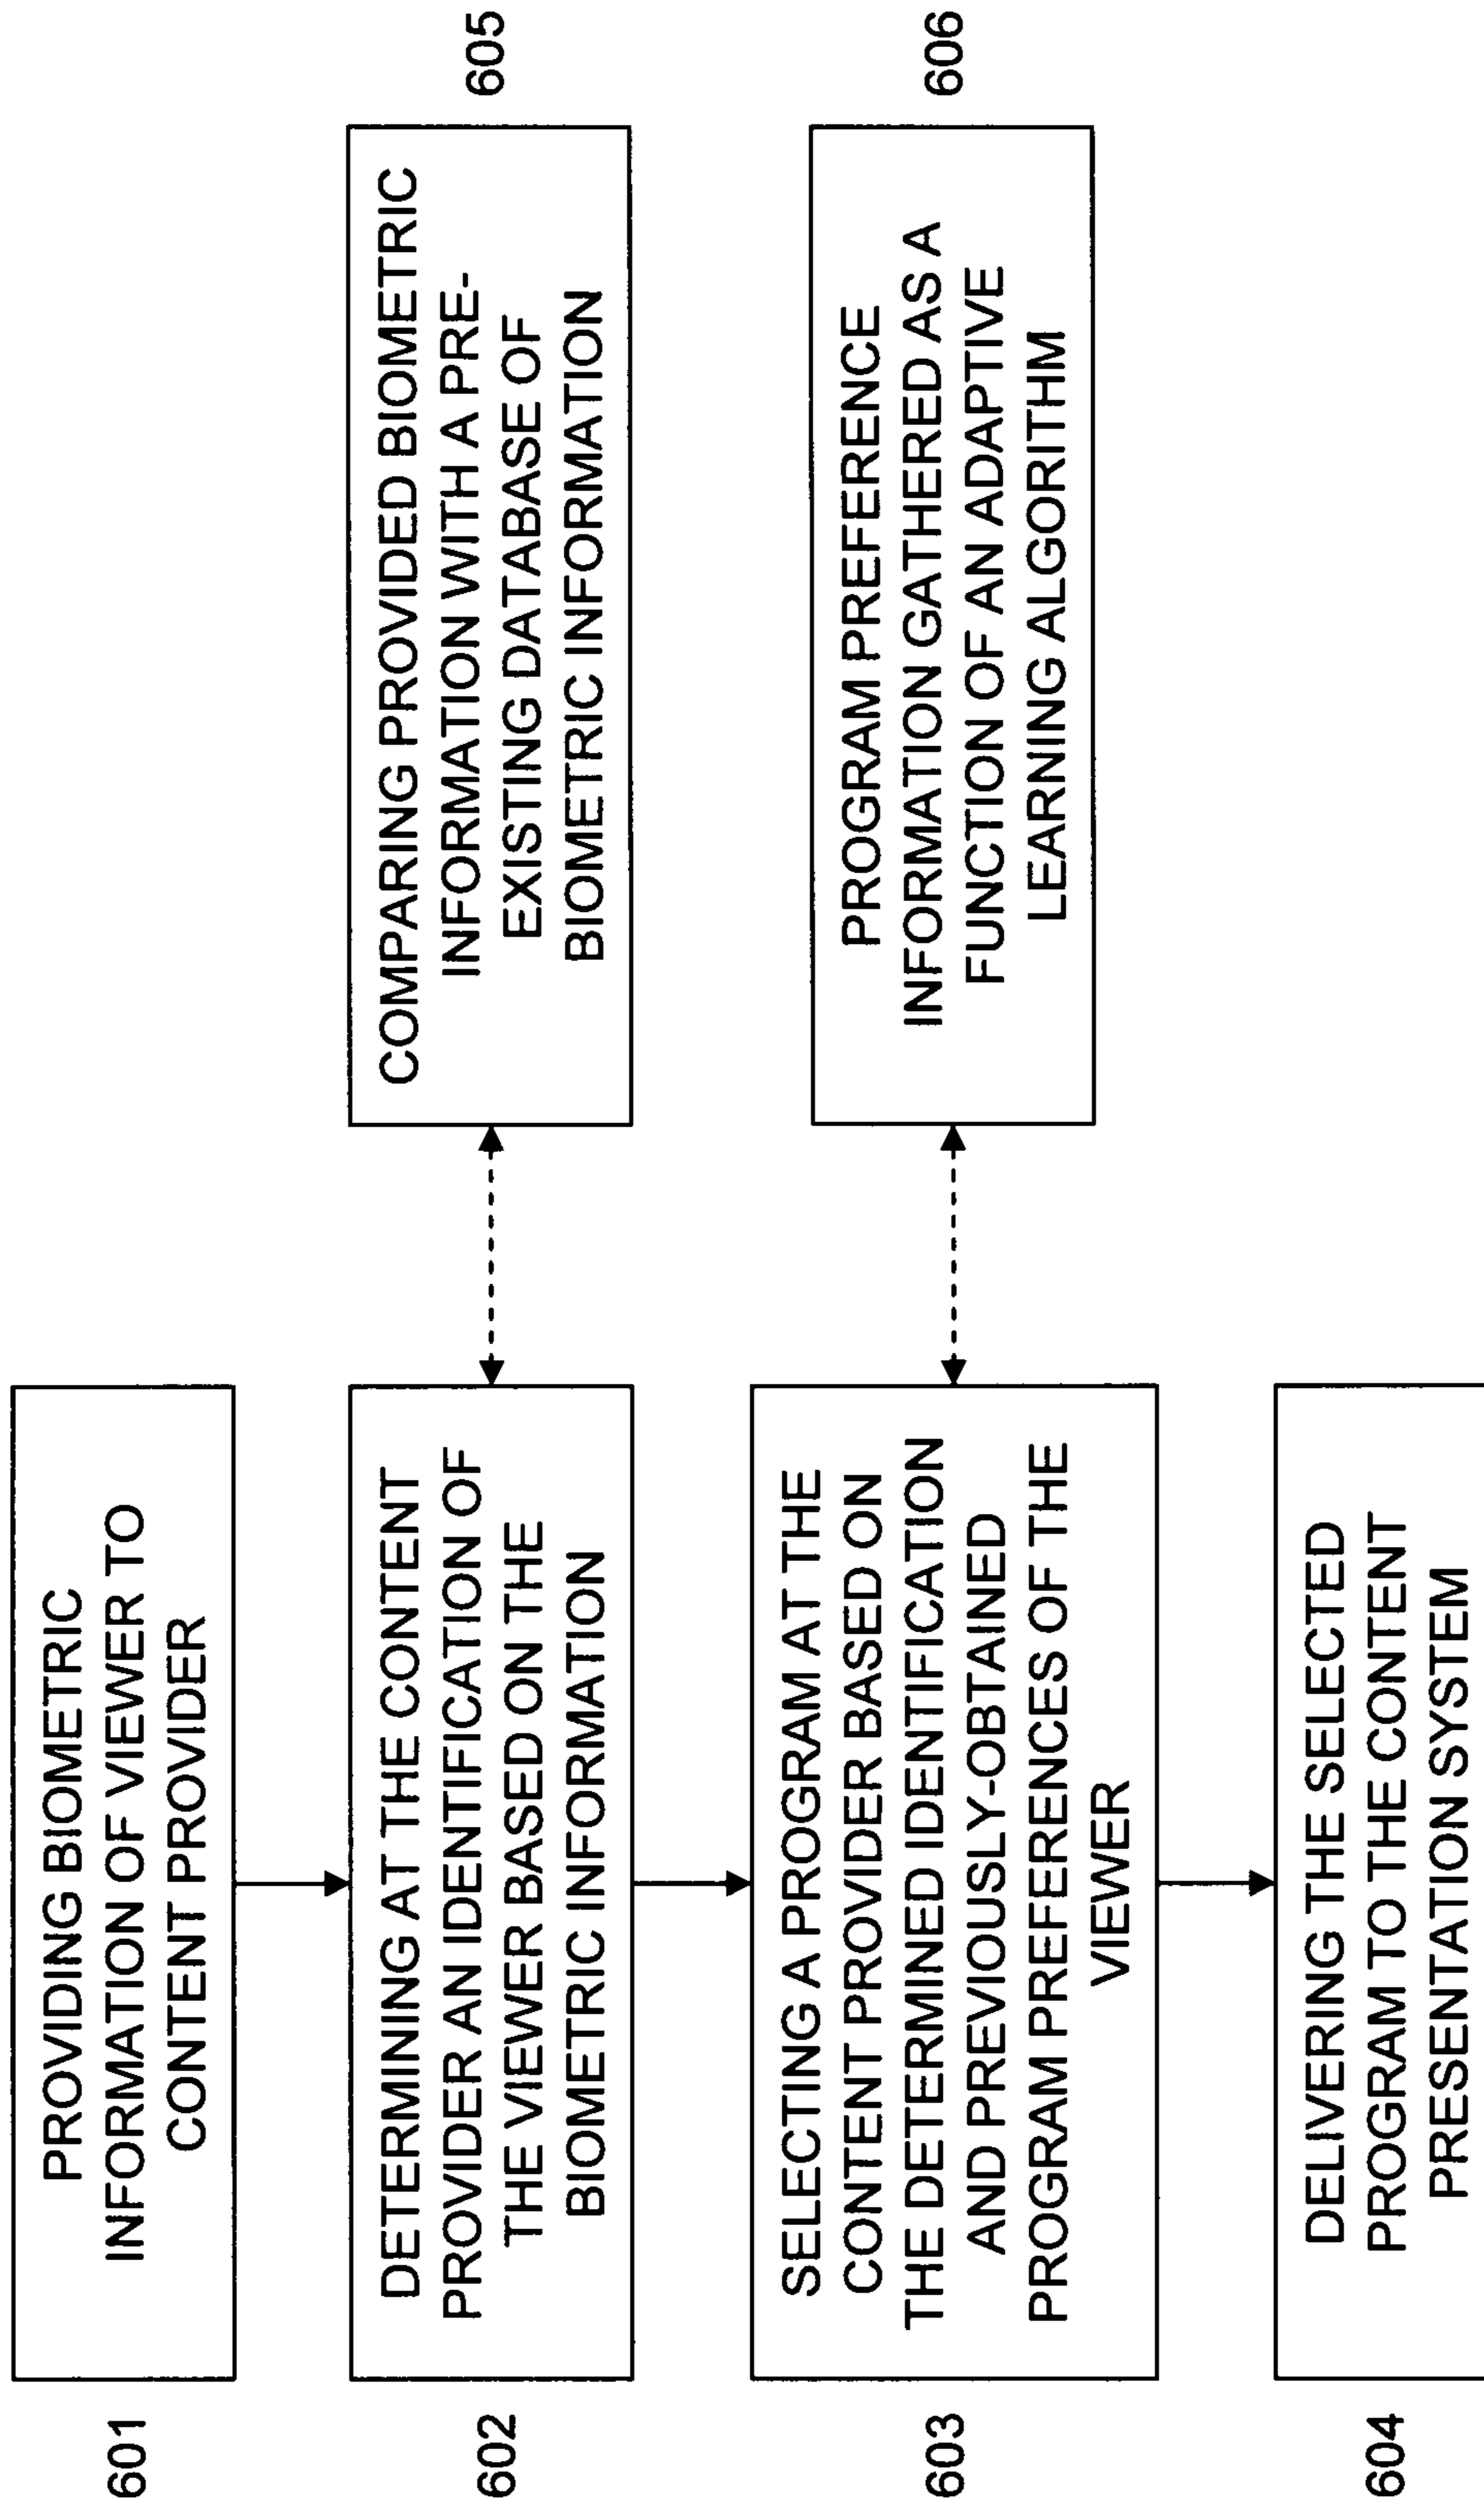 601
PROVIDING BIOMETRIC
INFORMATION OF VIEWER TO
CONTENT PROVIDER
602
DETERMINING AT THE CONTENT
PROVIDER AN IDENTIFICATION OF
THE VIEWER BASED ON THE
BIOMETRIC INFORMATION
COMPARING PROVIDED BIOMETRIC
INFORMATION WITH A PRE-
EXISTING DATABASE OF
BIOMETRIC INFORMATION
605
603
SELECTING A PROGRAM AT THE
CONTENT PROVIDER BASED ON
THE DETERMINED IDENTIFICATION
AND PREVIOUSLY-OBTAINED
PROGRAM PREFERENCES OF THE
VIEWER
PROGRAM PREFERENCE
INFORMATION GATHERED AS A
FUNCTION OF AN ADAPTIVE
LEARNING ALGORITHM
606
604
DELIVERING THE SELECTED
PROGRAM TO THE CONTENT
PRESENTATION SYSTEM